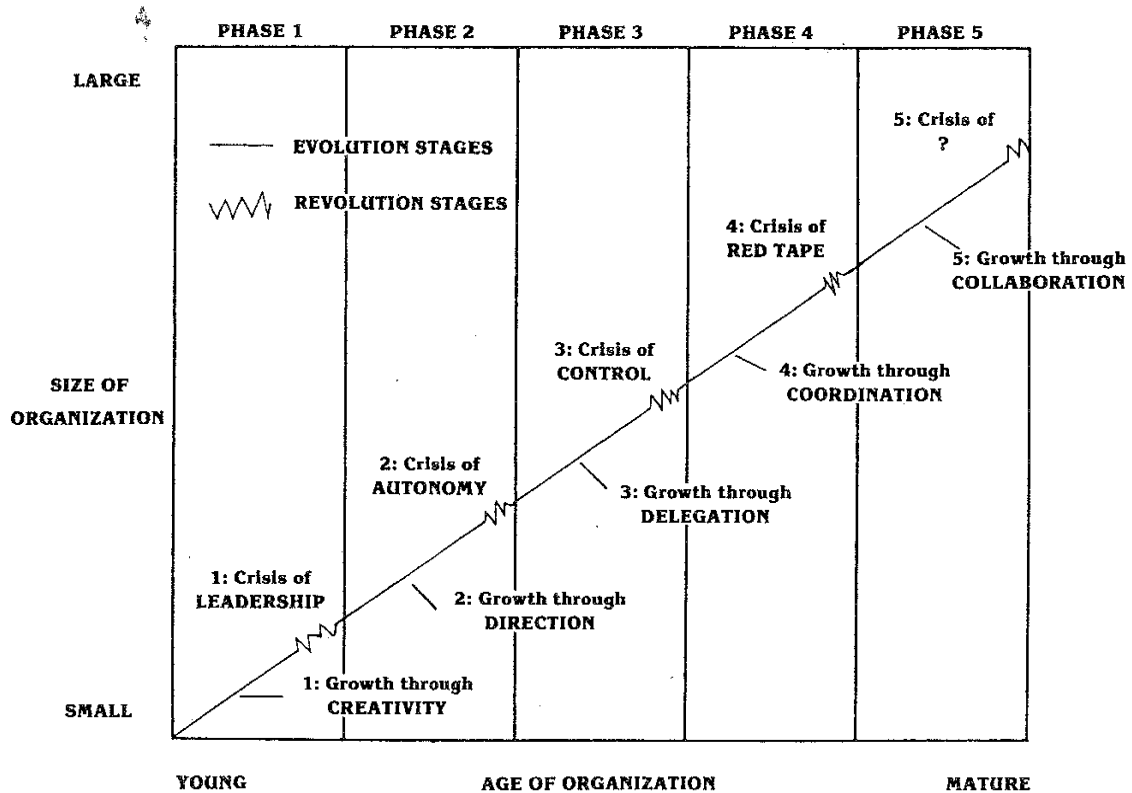 PHASE 1 PHASE 2 PHASE 3 PHASE 4 PHASE 5
LARGE
EVOLUTION STAGES
REVOLUTION STAGES
5: Crisis of
?
4: Crisis of
RED TAPE
5: Growth through
COLLABORATION
3: Crisis of
CONTROL
4: Growth through
COORDINATION
SIZE OF
ORGANIZATION
2: Crisis of
AUTONOMY
3: Growth through
DELEGATION
1: Crisis of
LEADERSHIP
2: Growth through
DIRECTION
1: Growth through
CREATIVITY
SMALL
YOUNG AGE OF ORGANIZATION MATURE